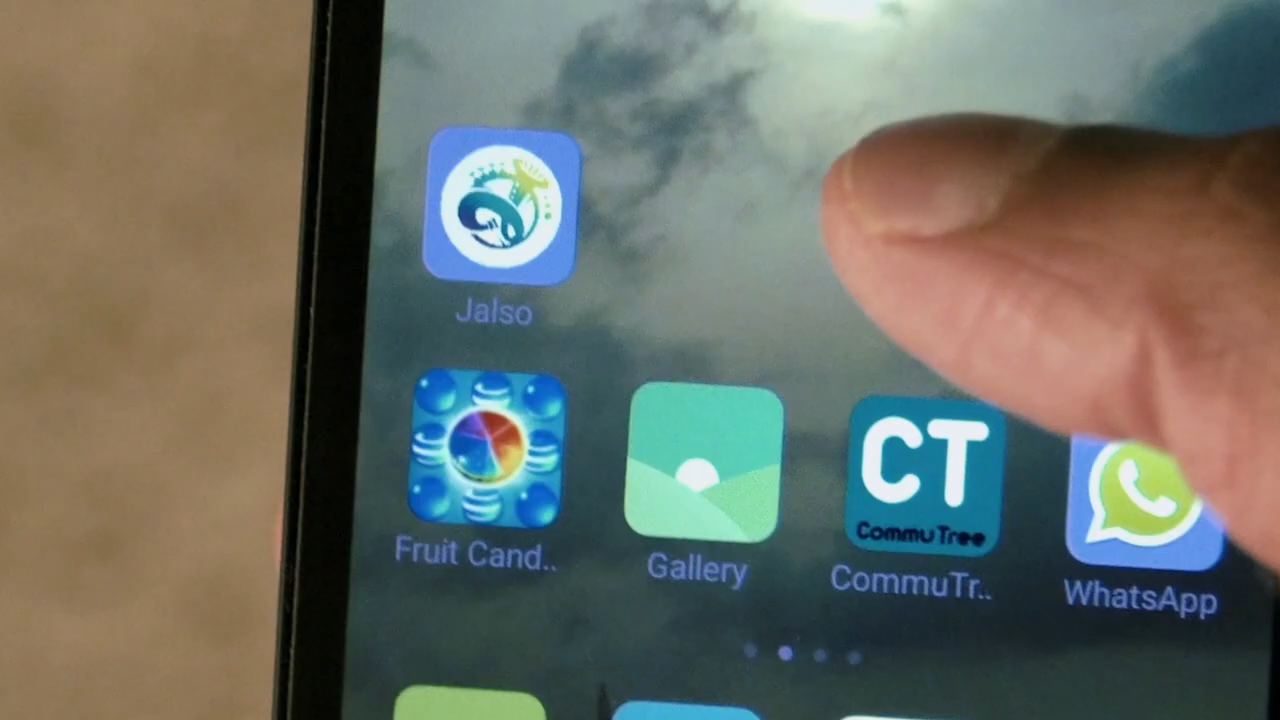 Jalso
Fruit Cand..
Gallery
CT
CommuTree
CommuTr..
WhatsApp